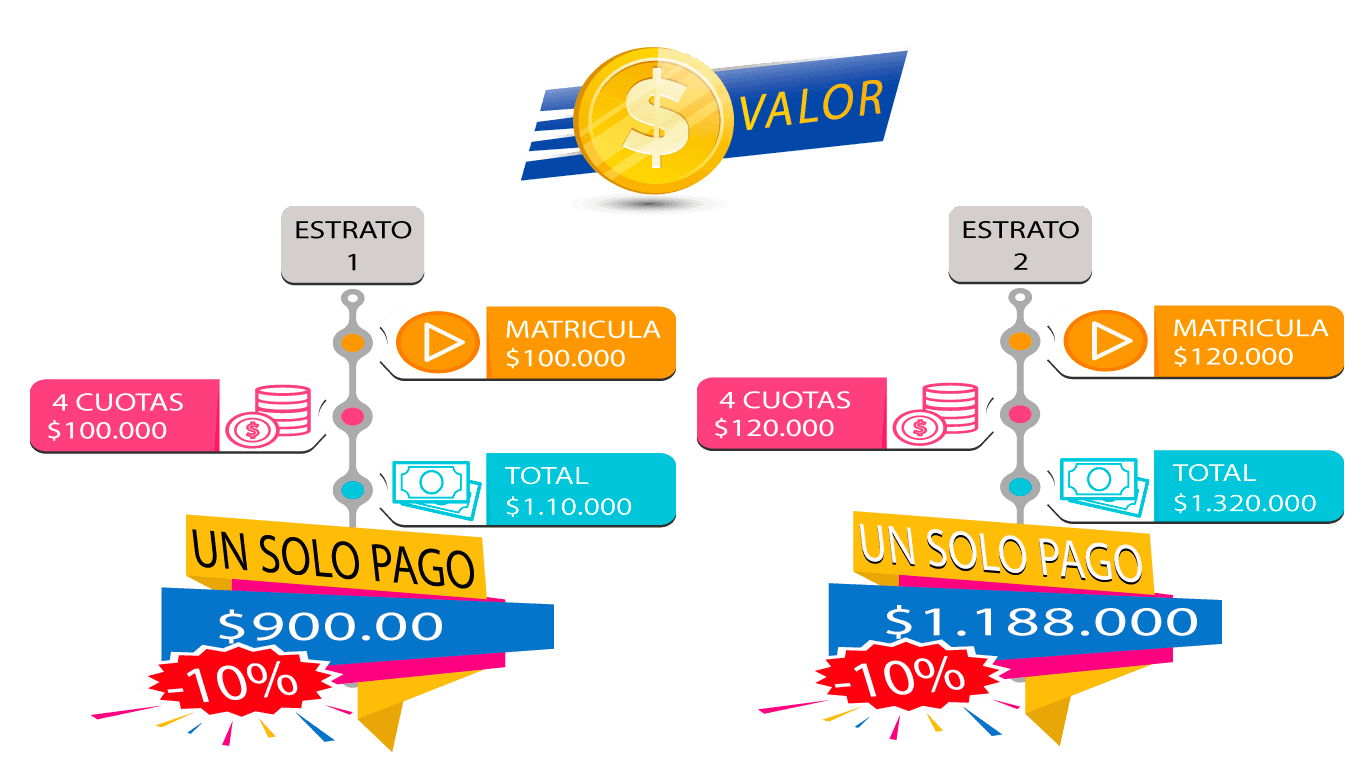 VALOR
ESTRATO
1
MATRICULA
$100.000
4 CUOTAS
$100.000
TOTAL
$1.10.000
UN SOLO PAGO
$900.00
-10%
ESTRATO
2
MATRICULA
$120.000
4 CUOTAS
$120.000
TOTAL
$1.320.000
UN SOLO PAGO
$1.188.000
-10%